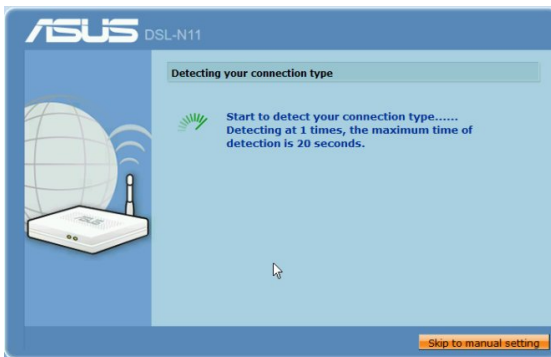 ASUS DSL-N11
Detecting your connection type
Start to detect your connection type......
Detecting at 1 times, the maximum time of
detection is 20 seconds.
ASUS
Skip to manual setting